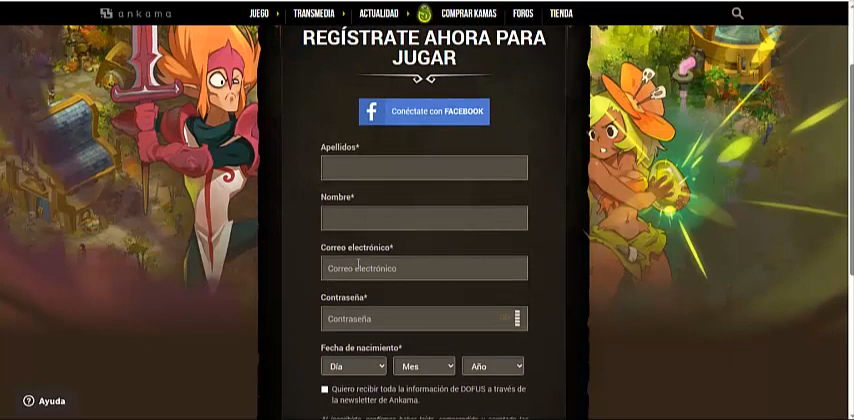 ankama JUEGO TRANSMEDIA ACTUALIDAD COMPRAR KAMAS FOROS TIENDA
REGÍSTRATE AHORA PARA
JUGAR
f Conéctate con FACEBOOK
Apellidos*
Nombre*
Correo electrónico*
Correo electrónico
Contraseña*
Contraseña
Fecha de nacimiento*
Día Mes Año
Quiero recibir toda la información de DOFUS a través de
la newsletter de Ankama.
? Ayuda